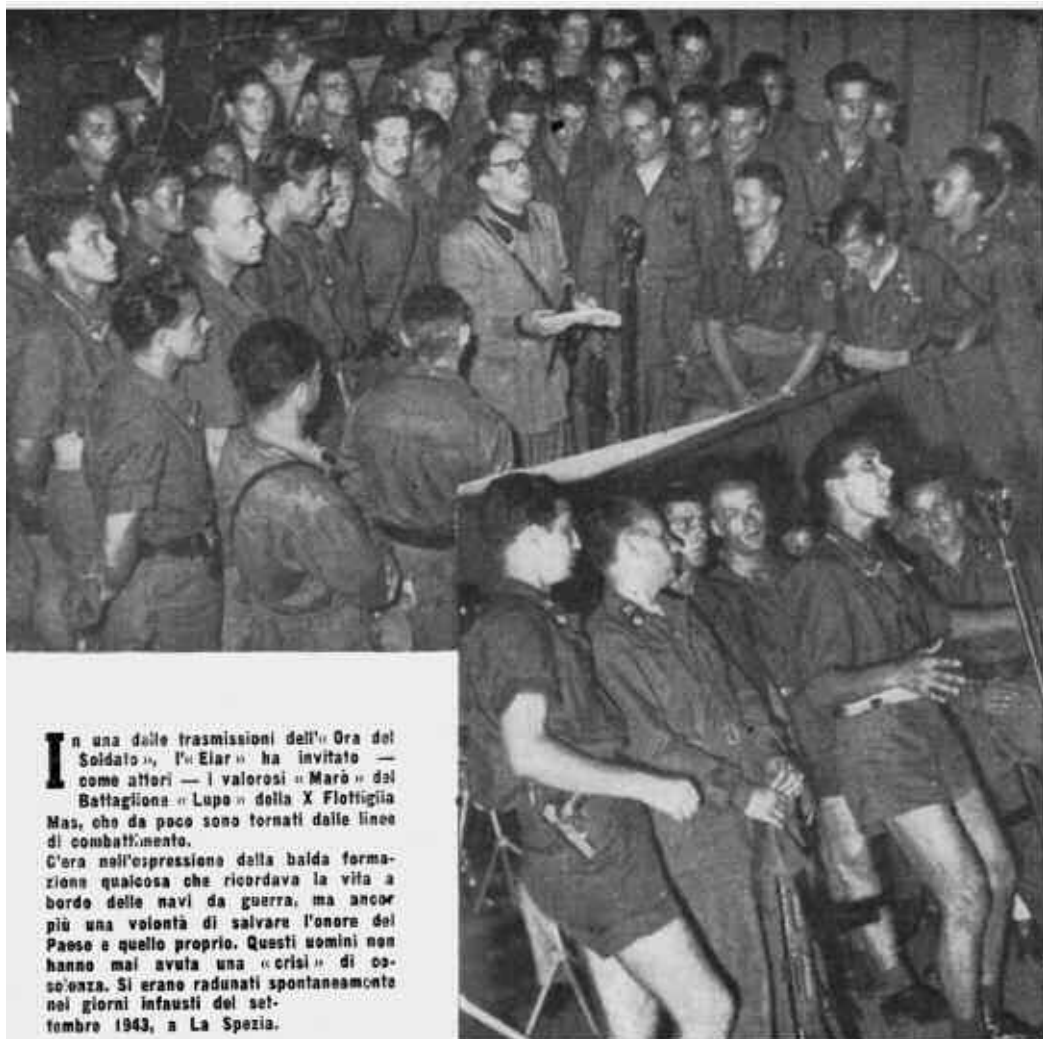 In una dalle trasmissioni dell'« Ora del
Soldato », l'« Eiar » ha invitato —
come attori — i valorosi « Marò » del
Battaglione « Lupo » della X Flottiglia
Mas, che da poco sono tornati dalle linee
di combattimento.
C'era nell'espressione della balda forma-
zione qualcosa che ricordava la vita a
bordo delle navi da guerra, ma ancor
più una volontà di salvare l'onore del
Paese e quello proprio. Questi uomini non
hanno mai avuta una « crisi » di co-
scienza. Si erano radunati spontaneamente
nei giorni infausti del set-
tembre 1943, a La Spezia.